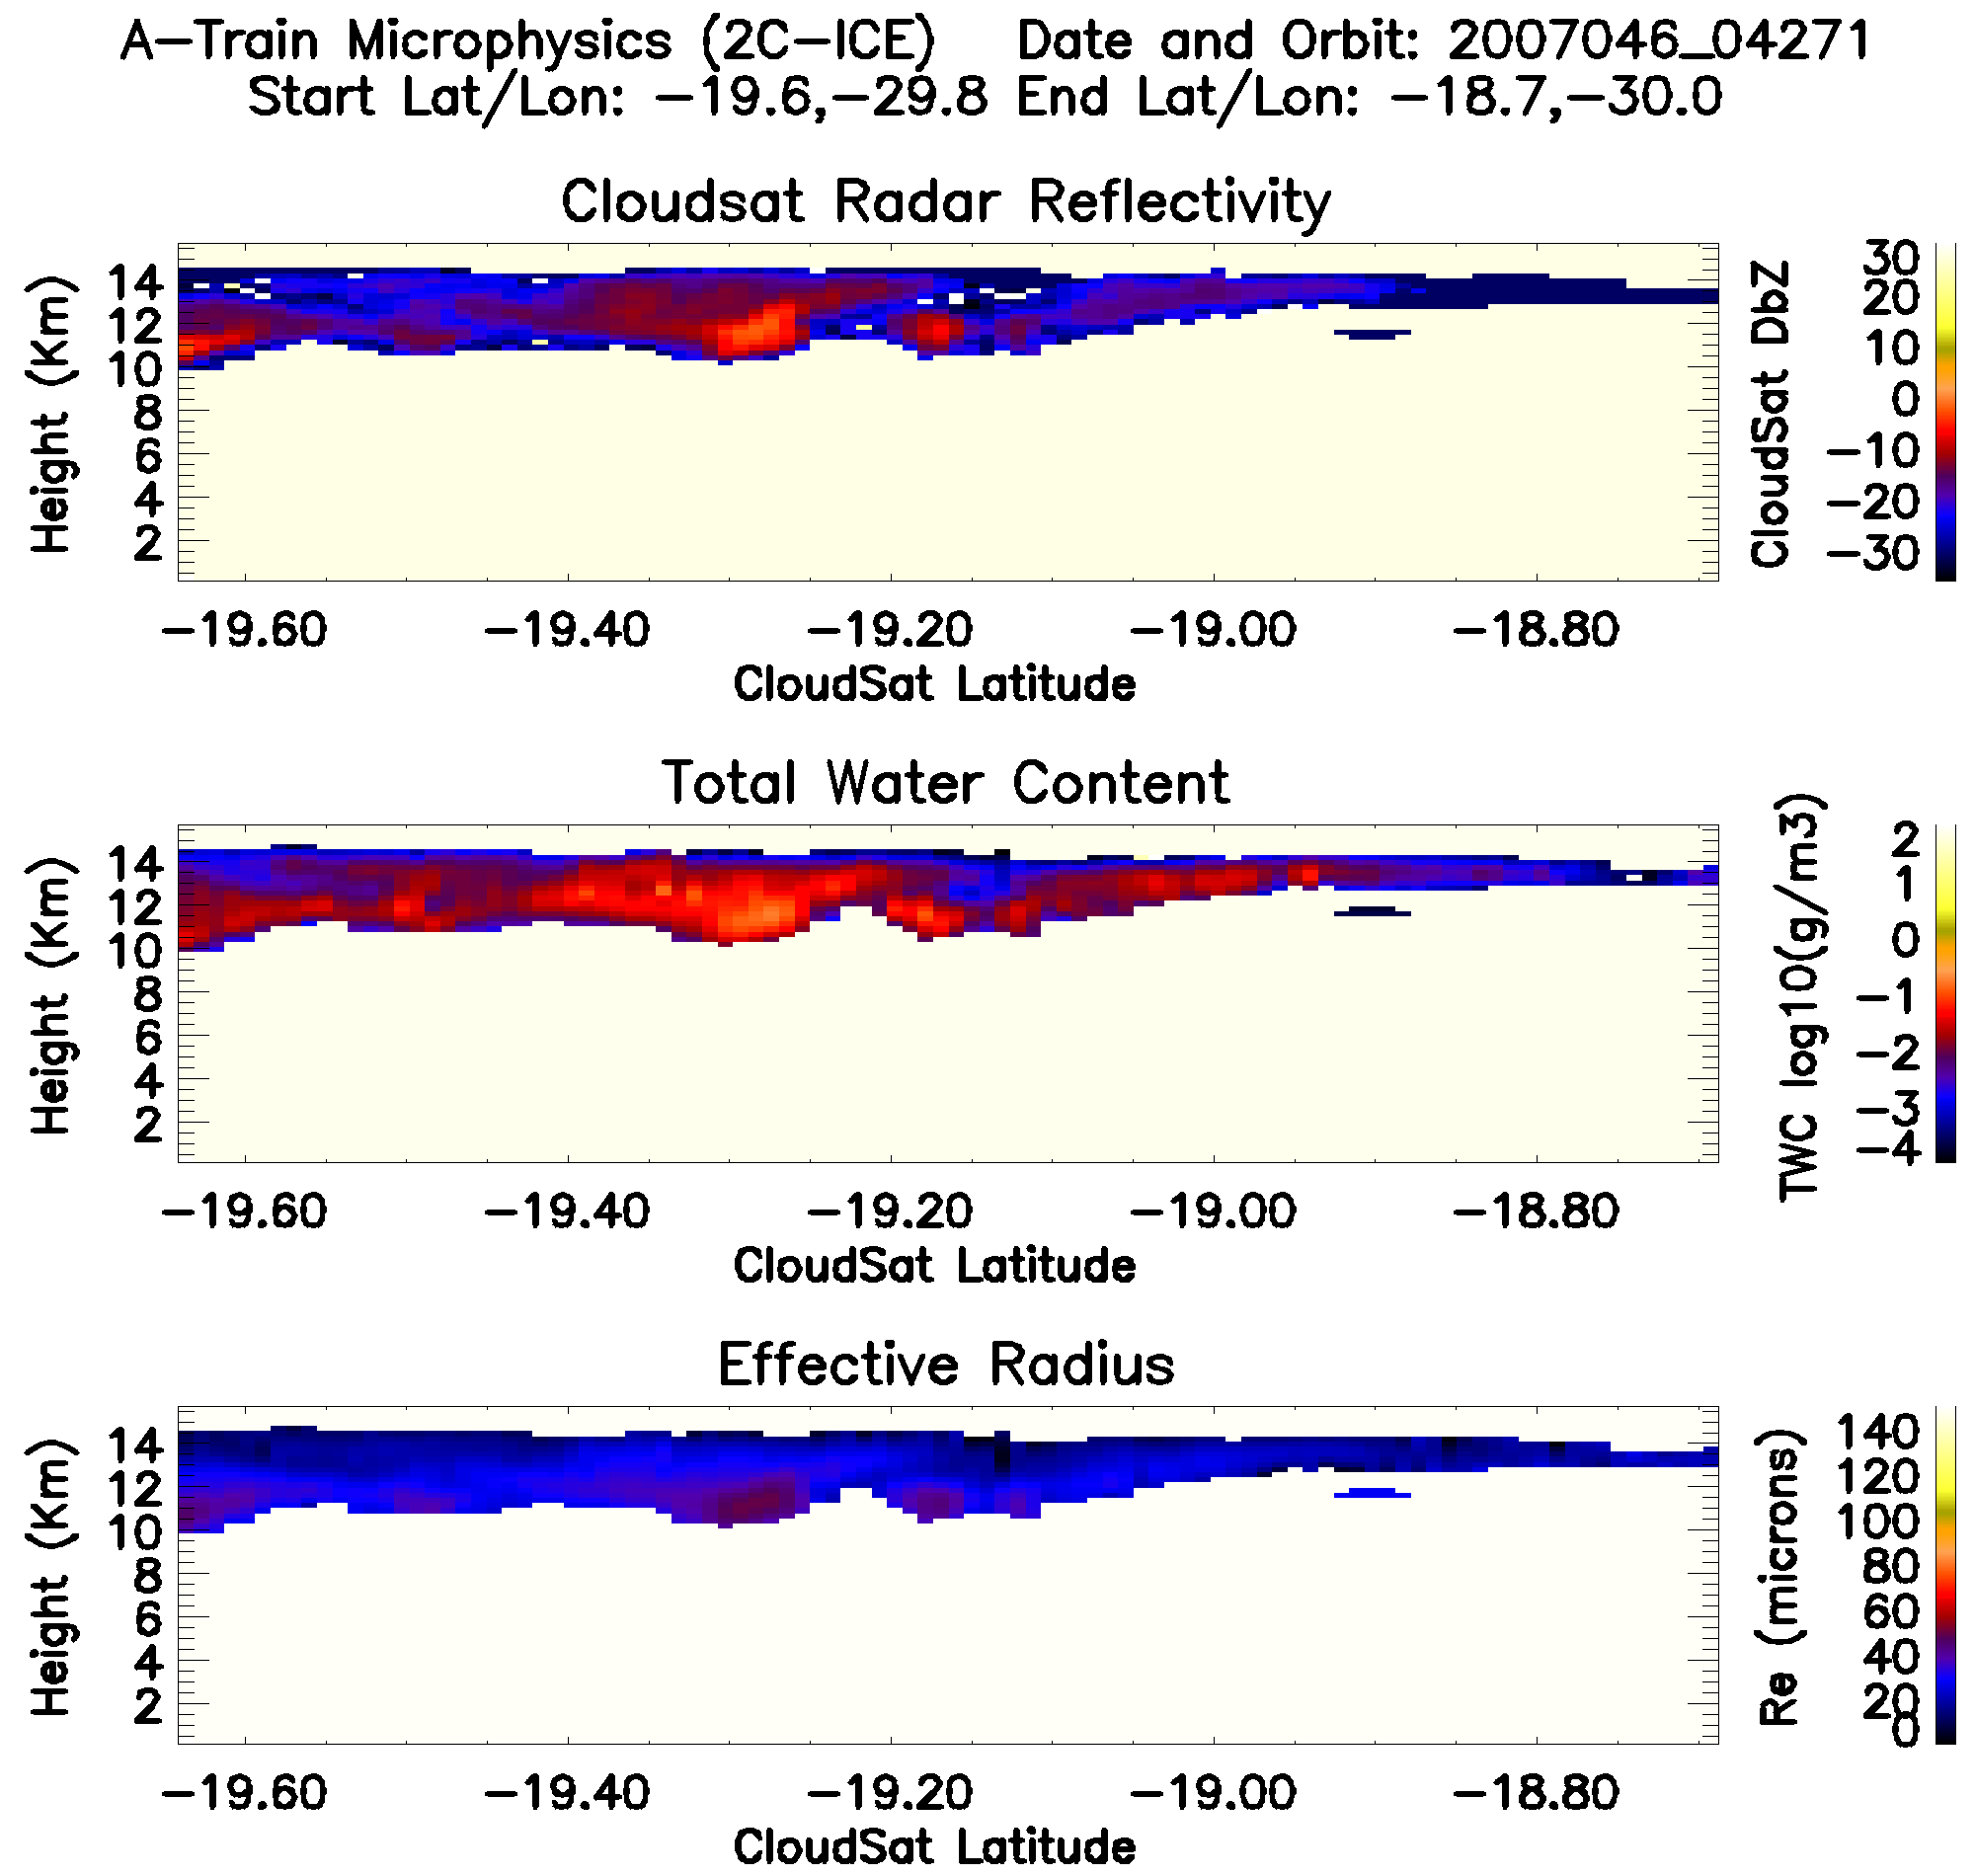 A-Train Microphysics (2C-ICE)   Date and Orbit: 2007046_04271
Start Lat/Lon: -19.6,-29.8 End Lat/Lon: -18.7,-30.0
Cloudsat Radar Reflectivity
Height (Km)
14
12
10
8
6
4
2
-19.60 -19.40 -19.20 -19.00 -18.80
CloudSat Latitude
CloudSat DbZ
30
20
10
0
-10
-20
-30
Total Water Content
Height (Km)
14
12
10
8
6
4
2
-19.60 -19.40 -19.20 -19.00 -18.80
CloudSat Latitude
TWC log10(g/m3)
2
1
0
-1
-2
-3
-4
Effective Radius
Height (Km)
14
12
10
8
6
4
2
-19.60 -19.40 -19.20 -19.00 -18.80
CloudSat Latitude
Re (microns)
140
120
100
80
60
40
20
0